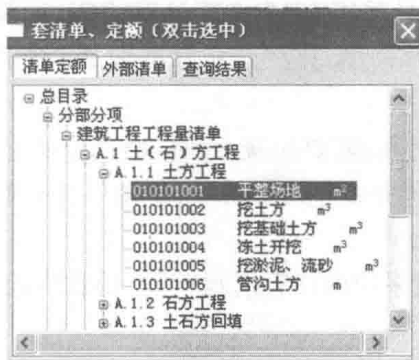 套清单、定额(双击选中)
清单定额 外部清单 查询结果
总目录
分部分项
建筑工程工程量清单
A.1 土(石)方工程
A.1.1 土方工程
010101001 平整场地 m²
010101002 挖土方 m³
010101003 挖基础土方 m³
010101004 冻土开挖 m³
010101005 挖淤泥、流砂 m³
010101006 管沟土方 m
A.1.2 石方工程
A.1.3 土石方回填